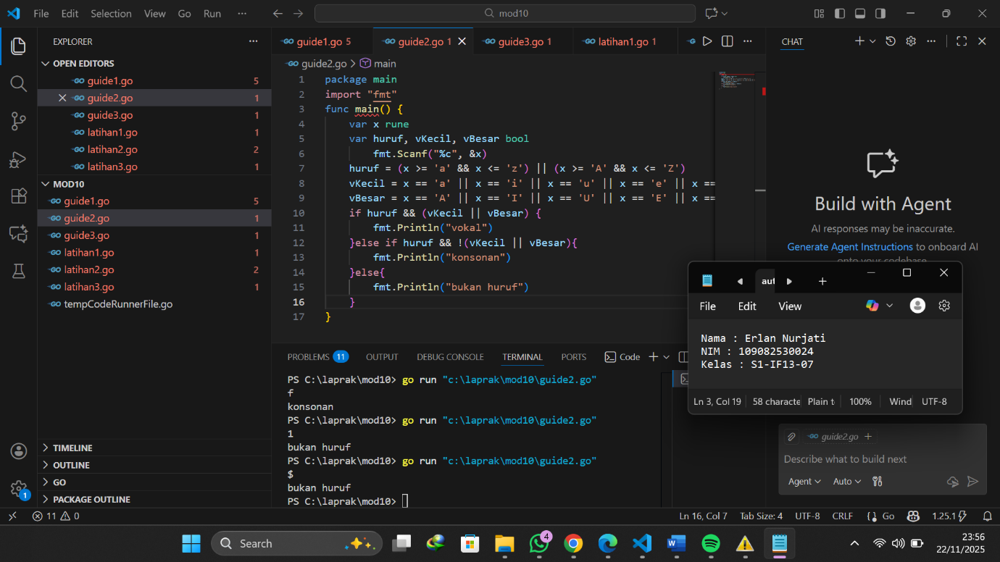 File Edit Selection View Go Run ··· mod10
EXPLORER
OPEN EDITORS
guide1.go 5
guide2.go 1
guide3.go 1
latihan1.go 1
latihan2.go 2
latihan3.go 1
MOD10
guide1.go 5
guide2.go 1
guide3.go 1
latihan1.go 1
latihan2.go 2
latihan3.go 1
tempCodeRunnerFile.go
TIMELINE
OUTLINE
GO
PACKAGE OUTLINE
guide1.go 5 guide2.go 1 guide3.go 1 latihan1.go 1
guide2.go > main
1 package main
2 import "fmt"
3 func main() {
4 var x rune
5 var huruf, vKecil, vBesar bool
6 fmt.Scanf("%c", &x)
7 huruf = (x >= 'a' && x <= 'z') || (x >= 'A' && x <= 'Z')
8 vKecil = x == 'a' || x == 'i' || x == 'u' || x == 'e' || x ==
9 vBesar = x == 'A' || x == 'I' || x == 'U' || x == 'E' || x ==
10 if huruf && (vKecil || vBesar) {
11 fmt.Println("vokal")
12 }else if huruf && !(vKecil || vBesar){
13 fmt.Println("konsonan")
14 }else{
15 fmt.Println("bukan huruf")
16 }
17 }
PROBLEMS 11 OUTPUT DEBUG CONSOLE TERMINAL PORTS Code
PS C:\laprak\mod10> go run "c:\laprak\mod10\guide2.go"
f
konsonan
PS C:\laprak\mod10> go run "c:\laprak\mod10\guide2.go"
1
bukan huruf
PS C:\laprak\mod10> go run "c:\laprak\mod10\guide2.go"
$
bukan huruf
PS C:\laprak\mod10>
CHAT
Build with Agent
AI responses may be inaccurate.
Generate Agent Instructions to onboard AI
onto your codebase.
aut
File Edit View
Nama : Erlan Nurjati
NIM : 109082530024
Kelas : S1-IF13-07
Ln 3, Col 19 58 characte Plain t 100% Wind UTF-8
guide2.go
Describe what to build next
Agent Auto
1
11 0 Ln 16, Col 7 Tab Size: 4 UTF-8 CRLF {} Go 1.25.1
Search 4 23:56
22/11/2025